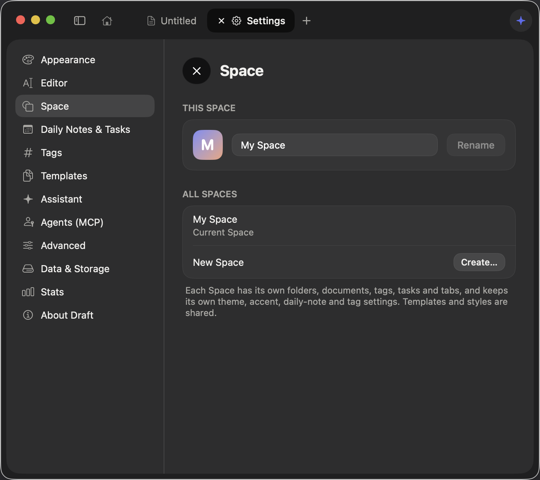 Untitled
Settings
Appearance
Editor
Space
Daily Notes & Tasks
Tags
Templates
Assistant
Agents (MCP)
Advanced
Data & Storage
Stats
About Draft
Space
THIS SPACE
M
My Space
Rename
ALL SPACES
My Space
Current Space
New Space
Create...
Each Space has its own folders, documents, tags, tasks and tabs, and keeps
its own theme, accent, daily-note and tag settings. Templates and styles are
shared.